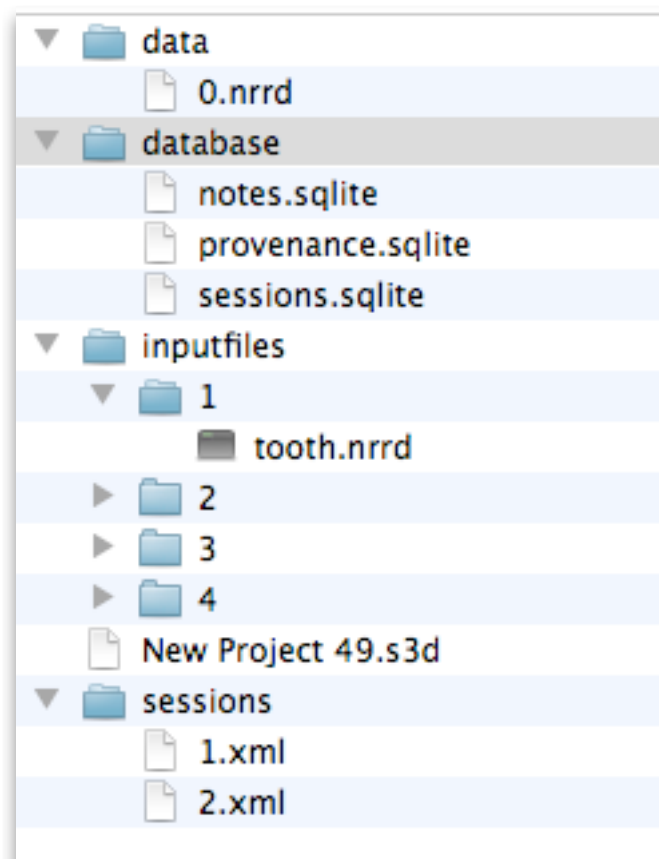 data
0.nrrd
database
notes.sqlite
provenance.sqlite
sessions.sqlite
inputfiles
1
tooth.nrrd
2
3
4
New Project 49.s3d
sessions
1.xml
2.xml